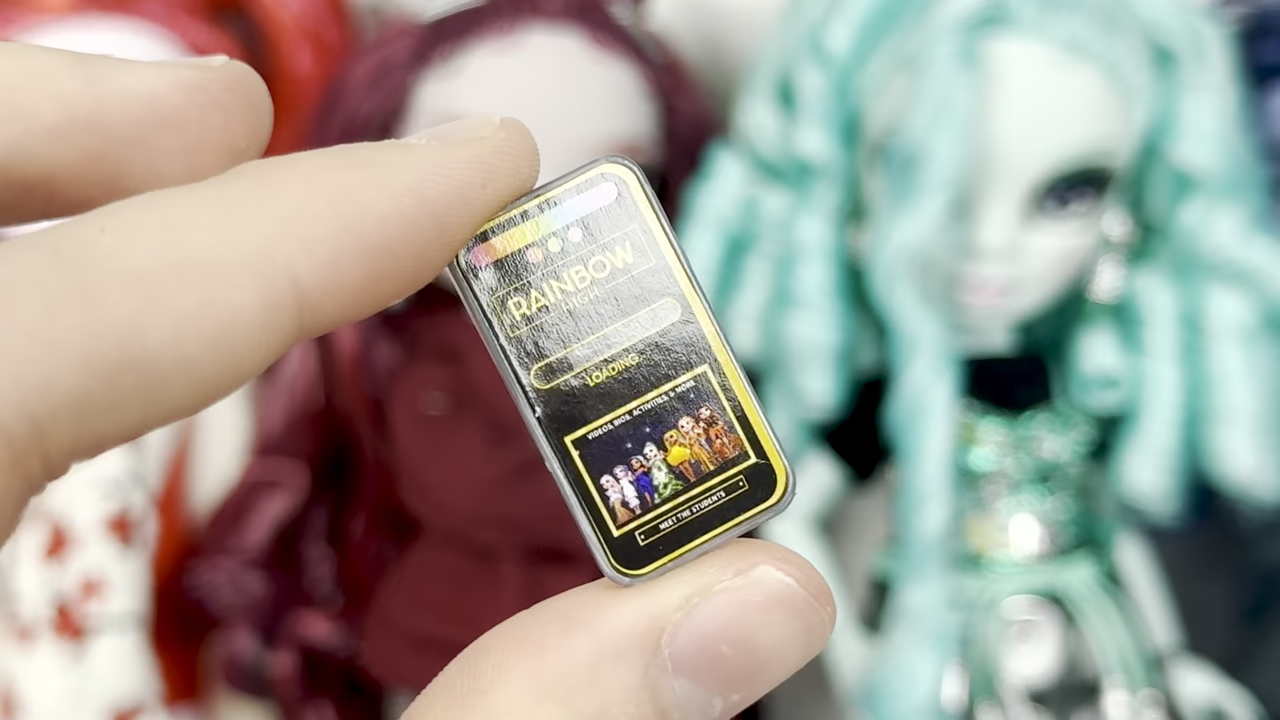 RAINBOW
HIGH
LOADING
VIDEOS, BIOS, ACTIVITIES, & MORE
MEET THE STUDENTS